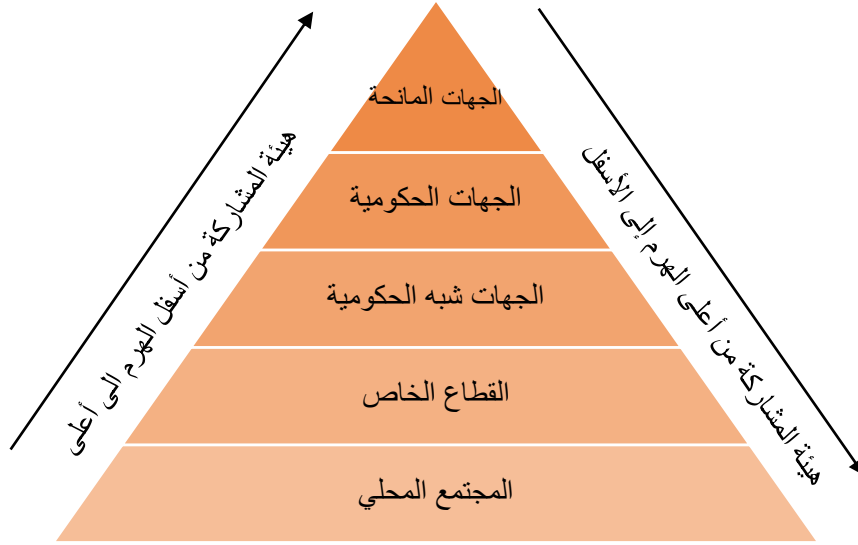 الجهات المانحة
الجهات الحكومية
الجهات شبه الحكومية
القطاع الخاص
المجتمع المحلي
هيئة المشاركة من أعلى الهرم إلى الأسفل
هيئة المشاركة من أسفل الهرم الى أعلى